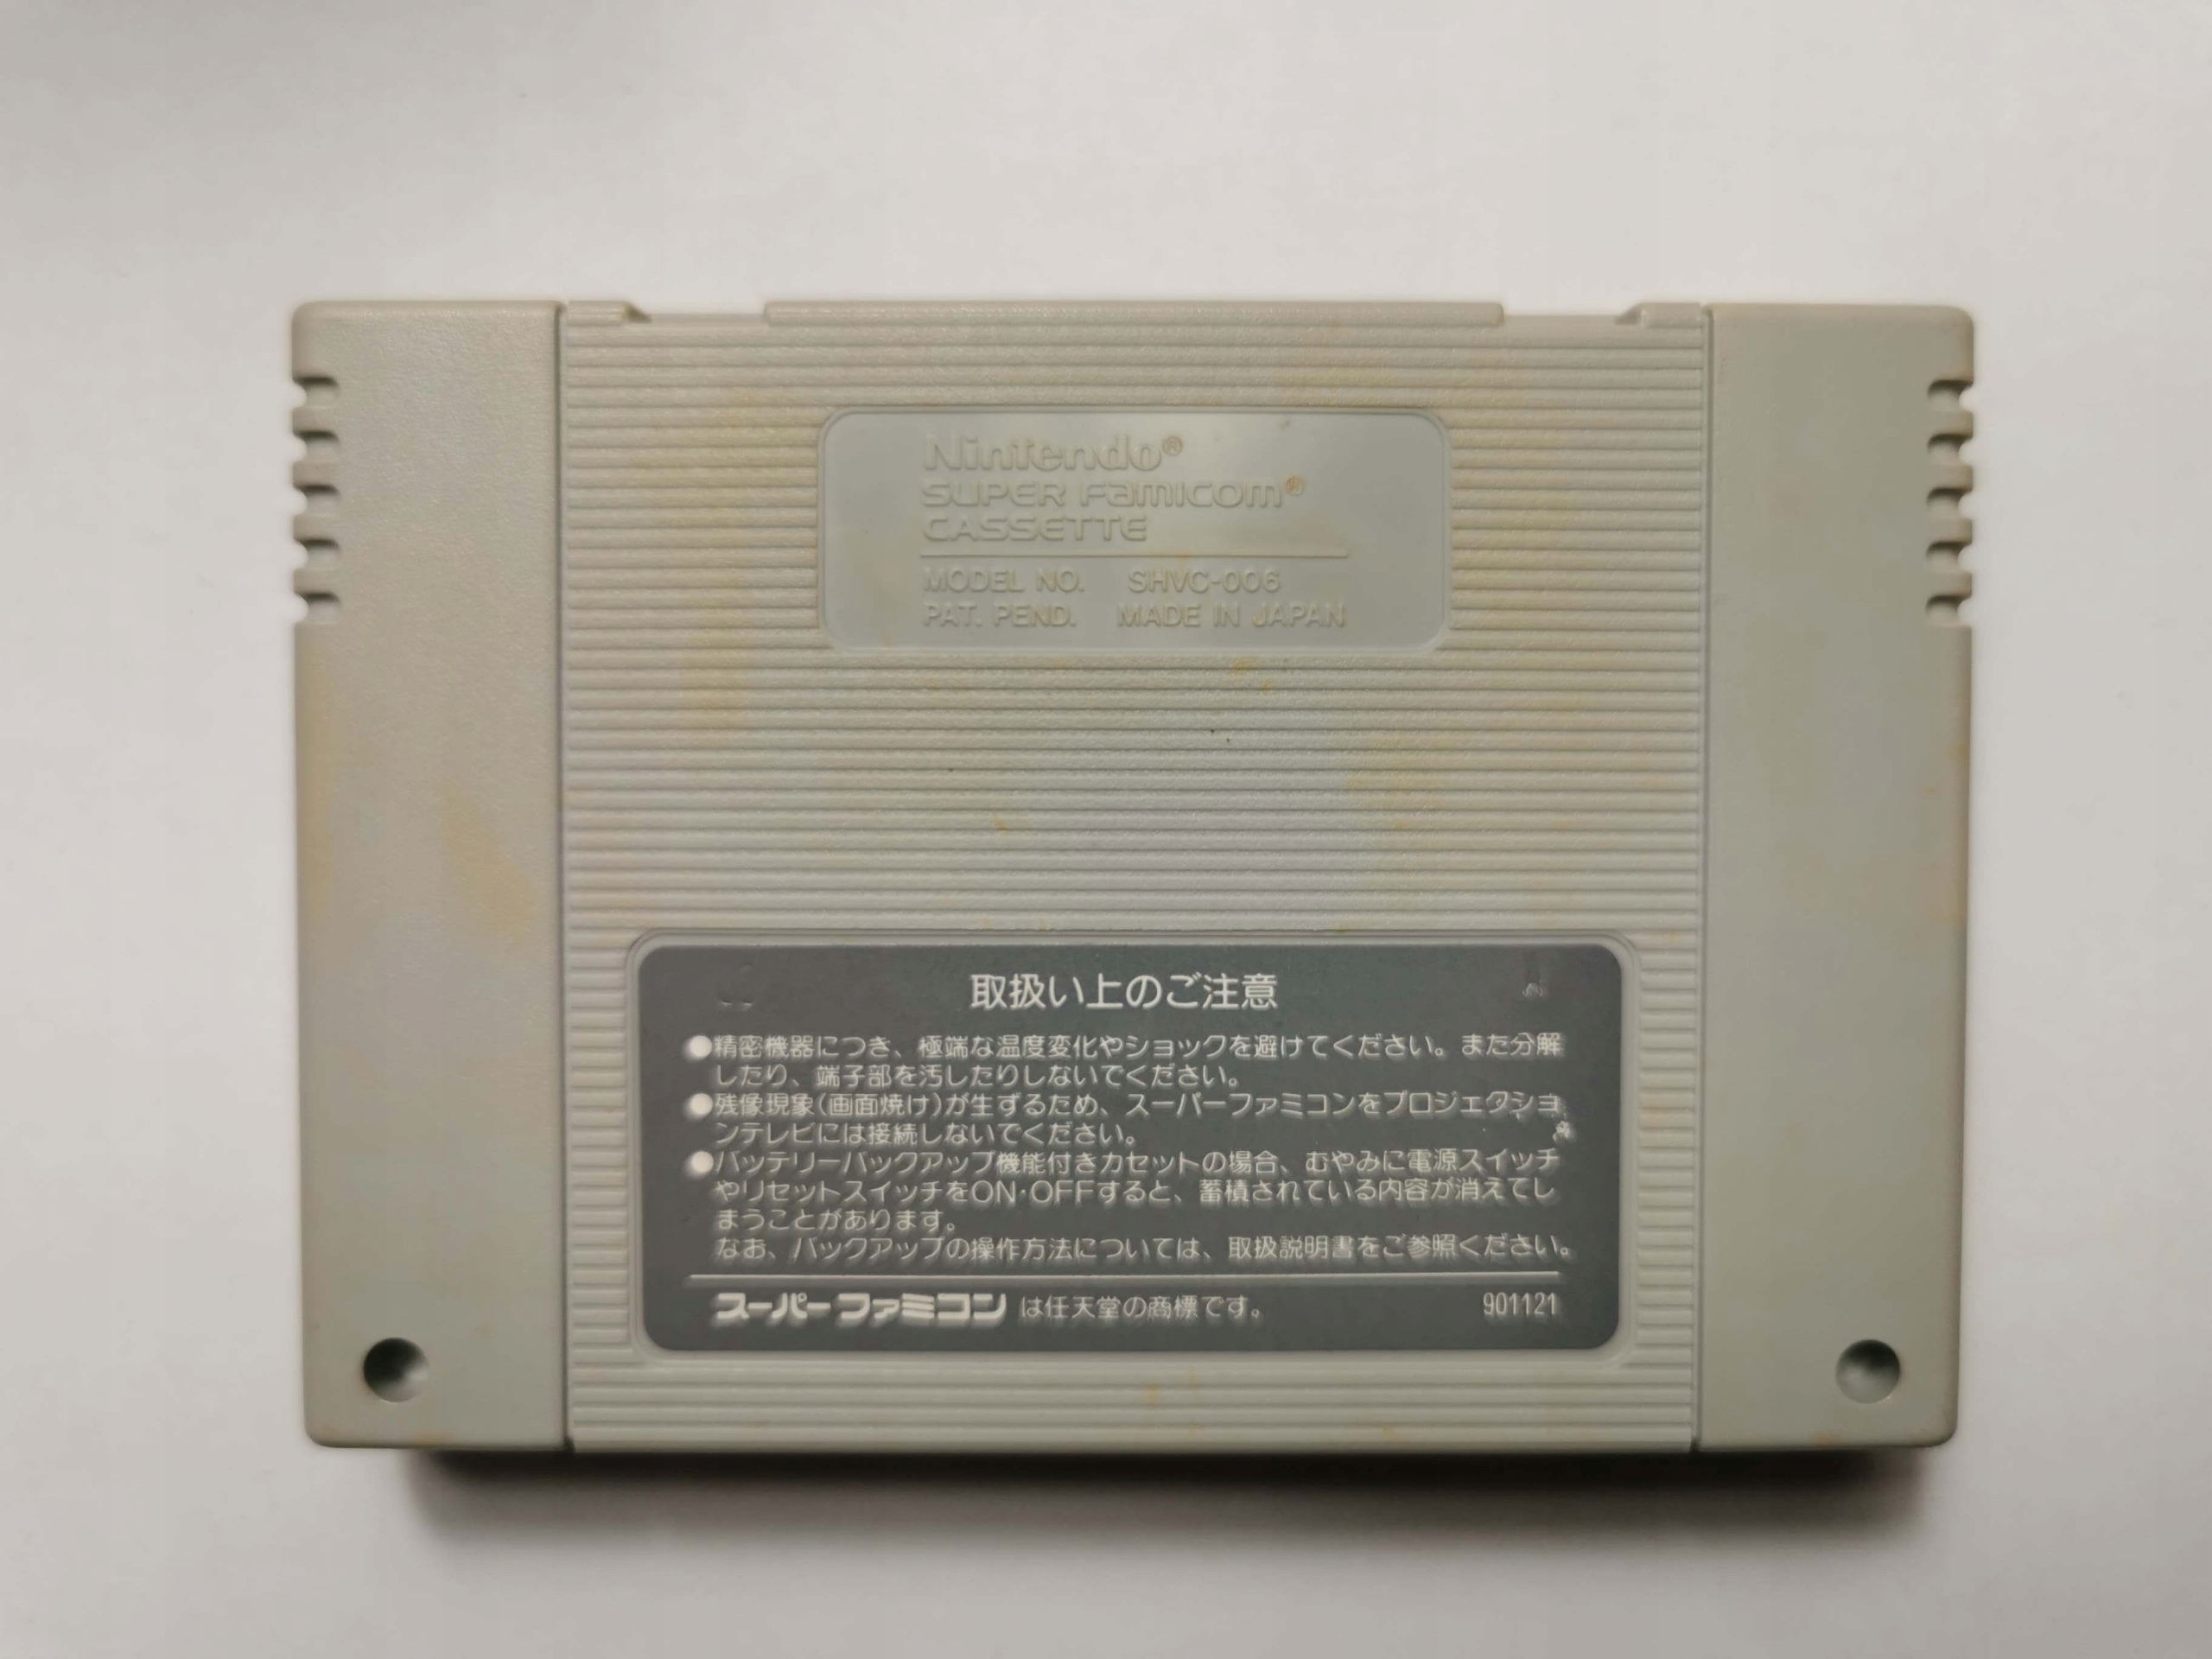 Nintendo®
SUPER Famicom®
CASSETTE
MODEL NO. SHVC-006
PAT. PEND. MADE IN JAPAN
取扱い上のご注意
●精密機器につき、極端な温度変化やショックを避けてください。また分解
したり、端子部を汚したりしないでください。
●残像現象(画面焼け)が生ずるため、スーパーファミコンをプロジェクショ
ンテレビには接続しないでください。
●バッテリーバックアップ機能付きカセットの場合、むやみに電源スイッチ
やリセットスイッチをON・OFFすると、蓄積されている内容が消えてし
まうことがあります。
なお、バックアップの操作方法については、取扱説明書をご参照ください。
スーパーファミコン は任天堂の商標です。 901121